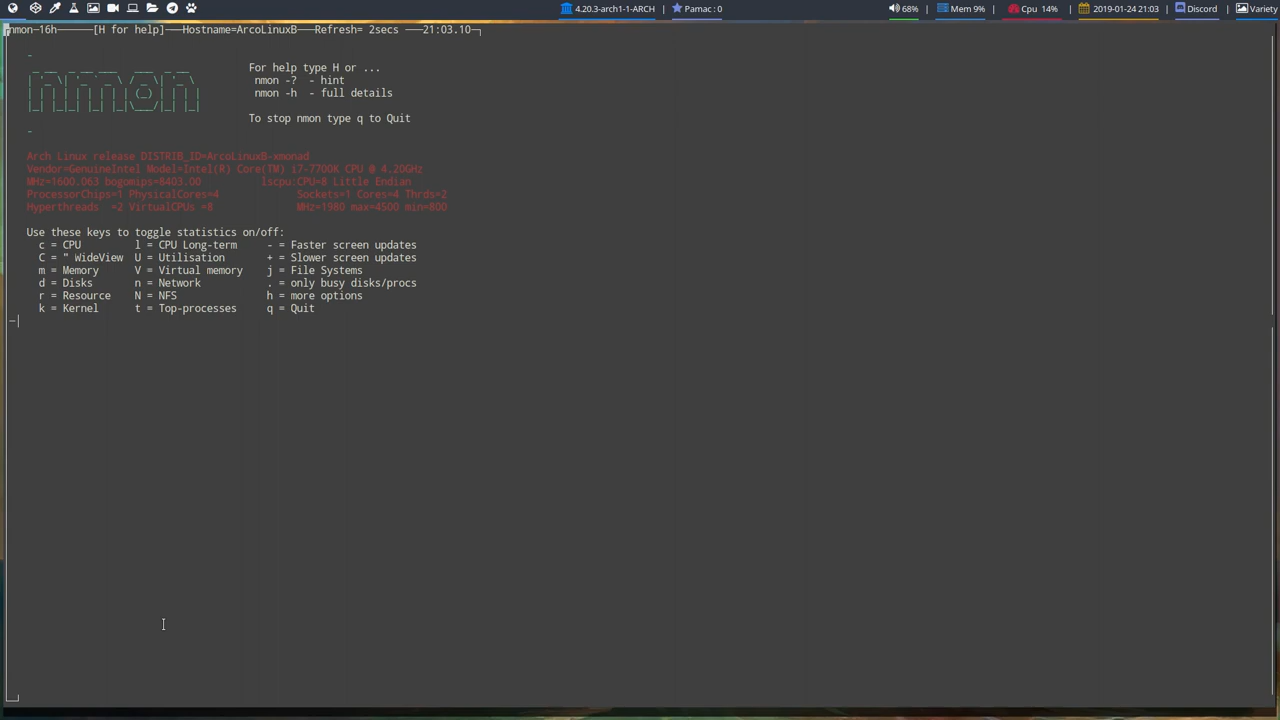 4.20.3-arch1-1-ARCH | Pamac : 0 68% | Mem 9% | Cpu 14% | 2019-01-24 21:03 | Discord | Variety
nmon─16h──────[H for help]───Hostname=ArcoLinuxB───Refresh= 2secs ───21:03.10─
For help type H or ...
nmon -? - hint
nmon -h - full details
To stop nmon type q to Quit
nmon
Arch Linux release DISTRIB_ID=ArcoLinuxB-xmonad
Vendor=GenuineIntel Model=Intel(R) Core(TM) i7-7700K CPU @ 4.20GHz
MHz=1600.063 bogomips=8403.00 lscpu:CPU=8 Little Endian
ProcessorChips=1 PhysicalCores=4 Sockets=1 Cores=4 Thrds=2
Hyperthreads =2 VirtualCPUs =8 MHz=1980 max=4500 min=800
Use these keys to toggle statistics on/off:
c = CPU l = CPU Long-term - = Faster screen updates
C = " WideView U = Utilisation + = Slower screen updates
m = Memory V = Virtual memory j = File Systems
d = Disks n = Network . = only busy disks/procs
r = Resource N = NFS h = more options
k = Kernel t = Top-processes q = Quit